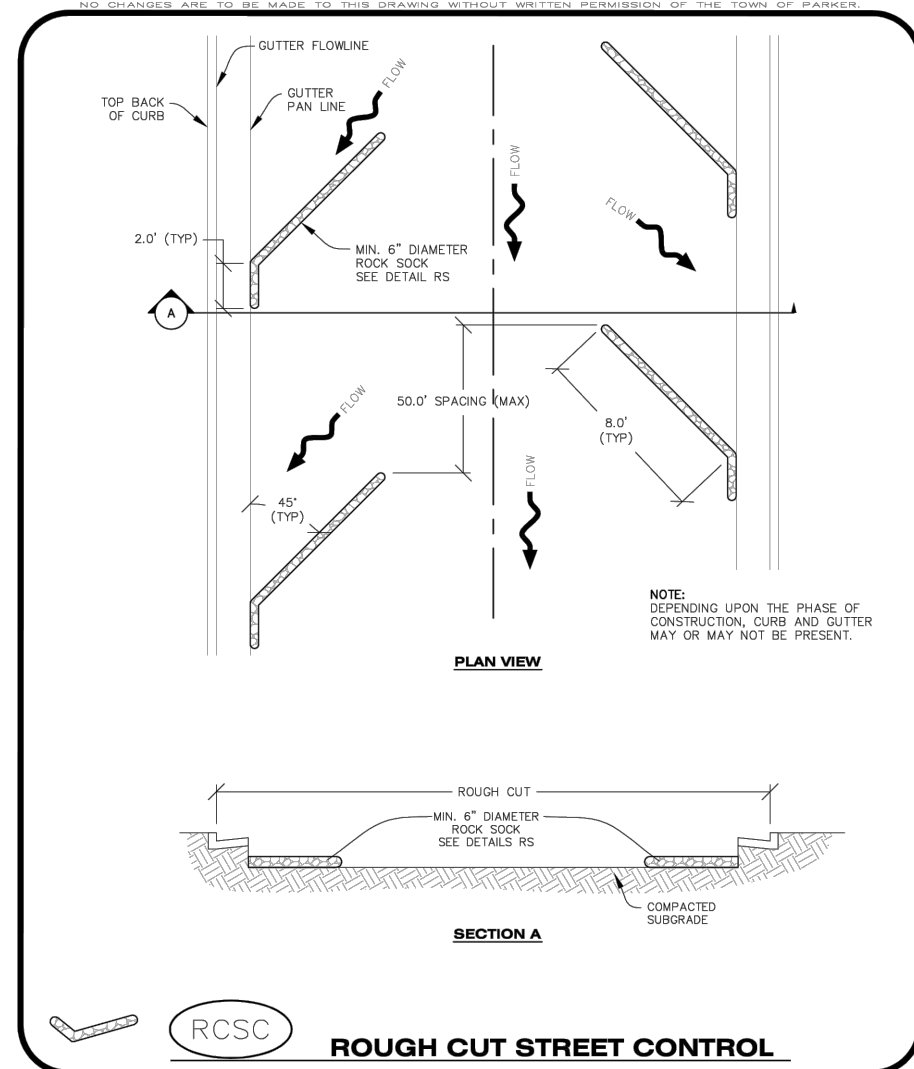 NO CHANGES ARE TO BE MADE TO THIS DRAWING WITHOUT WRITTEN PERMISSION OF THE TOWN OF PARKER.
GUTTER FLOWLINE
TOP BACK
OF CURB
GUTTER
PAN LINE
FLOW
FLOW
FLOW
2.0' (TYP)
MIN. 6" DIAMETER
ROCK SOCK
SEE DETAIL RS
A
50.0' SPACING (MAX)
FLOW
8.0'
(TYP)
FLOW
45°
(TYP)
NOTE:
DEPENDING UPON THE PHASE OF
CONSTRUCTION, CURB AND GUTTER
MAY OR MAY NOT BE PRESENT.
PLAN VIEW
ROUGH CUT
MIN. 6" DIAMETER
ROCK SOCK
SEE DETAILS RS
COMPACTED
SUBGRADE
SECTION A
RCSC
ROUGH CUT STREET CONTROL